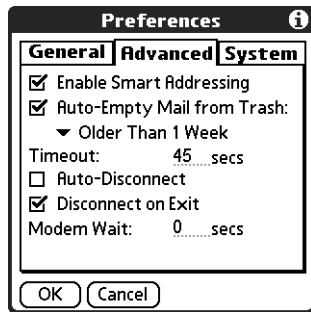 Preferences i
General Advanced System
Enable Smart Addressing
Auto-Empty Mail from Trash:
Older Than 1 Week
Timeout: 45 secs
Auto-Disconnect
Disconnect on Exit
Modem Wait: 0 secs
OK Cancel